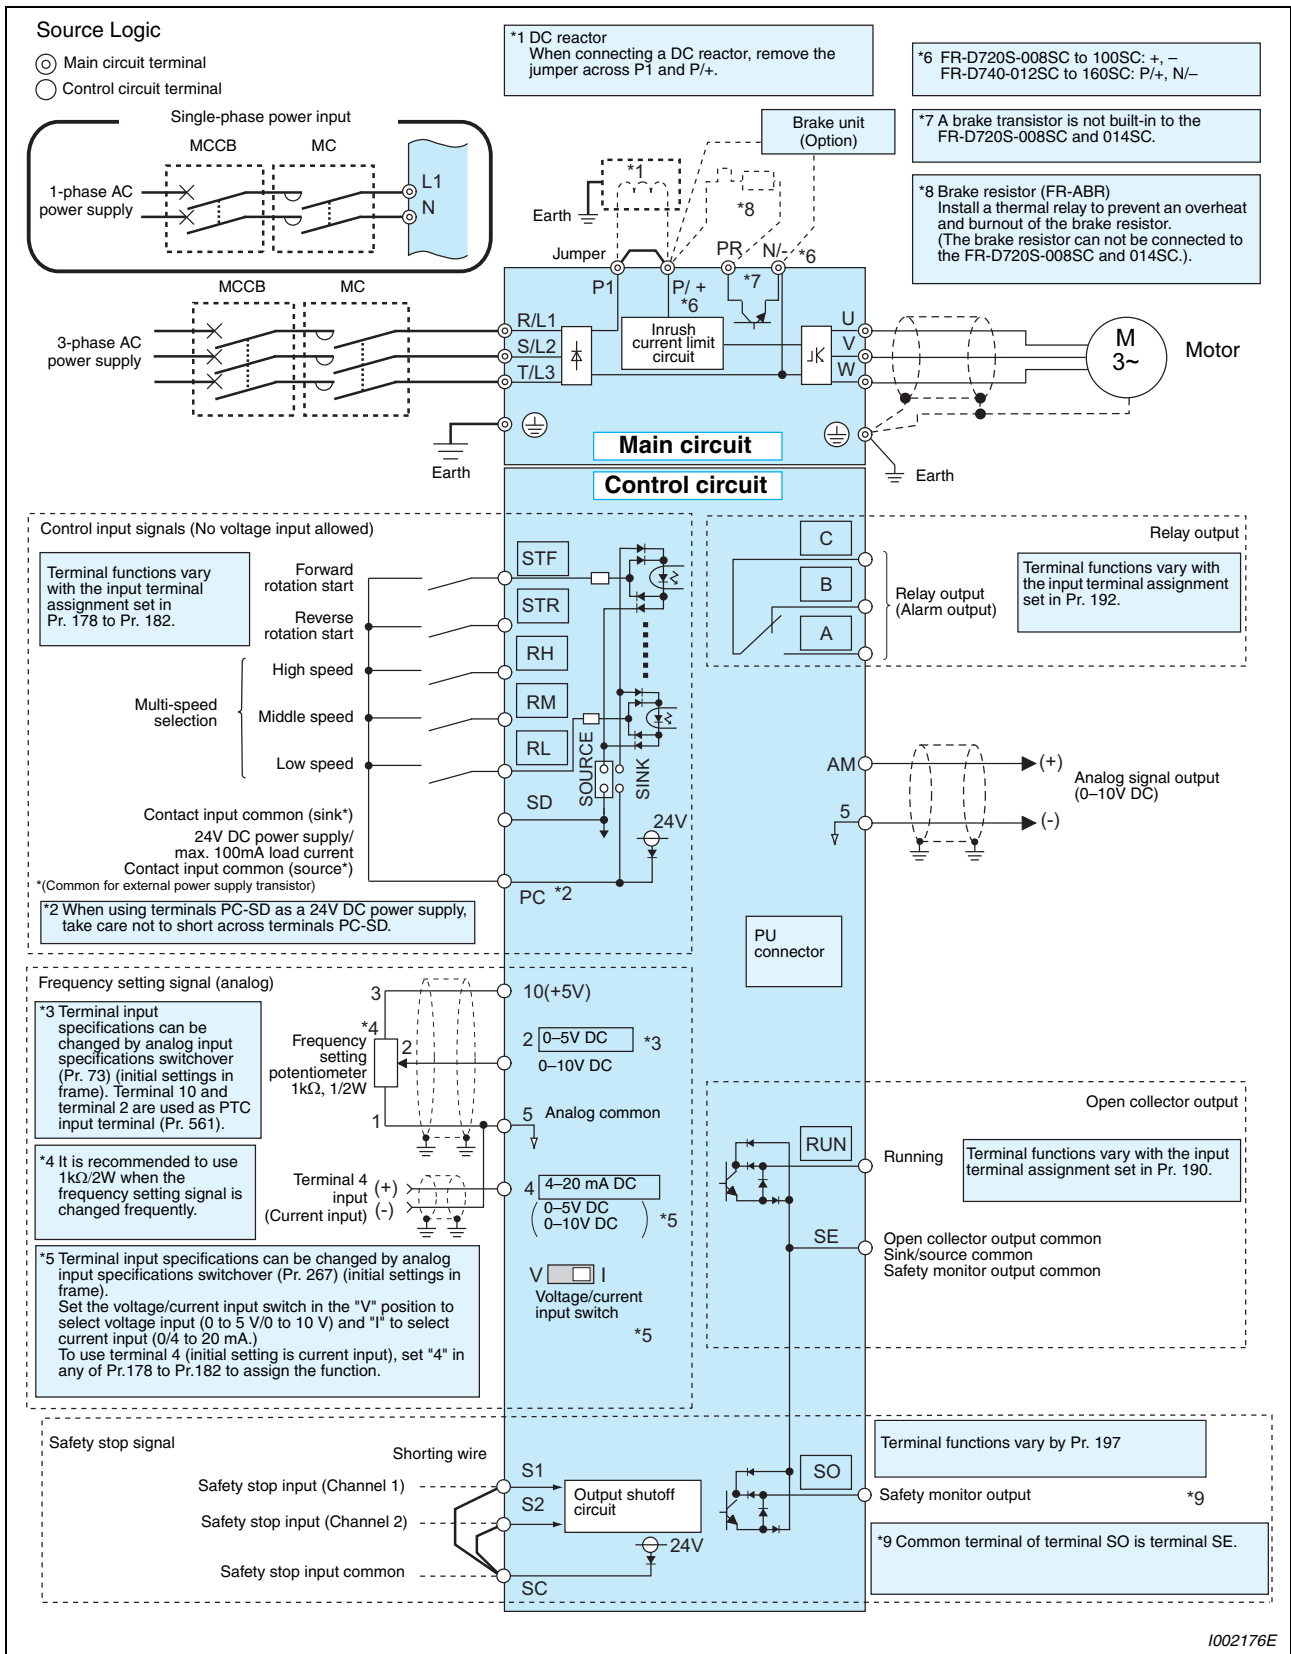 Source Logic
Main circuit terminal
Control circuit terminal
*1 DC reactor
When connecting a DC reactor, remove the
jumper across P1 and P/+.
*6 FR-D720S-008SC to 100SC: +, –
FR-D740-012SC to 160SC: P/+, N/–
*7 A brake transistor is not built-in to the
FR-D720S-008SC and 014SC.
*8 Brake resistor (FR-ABR)
Install a thermal relay to prevent an overheat
and burnout of the brake resistor.
(The brake resistor can not be connected to
the FR-D720S-008SC and 014SC.).
Single-phase power input
MCCB
MC
1-phase AC
power supply
L1
N
Brake unit
(Option)
*1
Earth
*8
Jumper
PR
N/-
*6
P1
P/ +
*6
*7
MCCB
MC
3-phase AC
power supply
R/L1
S/L2
T/L3
Inrush
current limit
circuit
U
V
W
M
3~
Motor
Earth
Main circuit
Earth
Control circuit
Control input signals (No voltage input allowed)
Terminal functions vary
with the input terminal
assignment set in
Pr. 178 to Pr. 182.
Forward
rotation start
Reverse
rotation start
High speed
Multi-speed
selection
Middle speed
Low speed
STF
STR
RH
RM
RL
SOURCE
SINK
SD
24V
Contact input common (sink*)
24V DC power supply/
max. 100mA load current
Contact input common (source*)
*(Common for external power supply transistor)
PC *2
*2 When using terminals PC-SD as a 24V DC power supply,
take care not to short across terminals PC-SD.
Relay output
C
B
A
Relay output
(Alarm output)
Terminal functions vary with
the input terminal assignment
set in Pr. 192.
AM
(+)
Analog signal output
(0–10V DC)
5
(-)
PU
connector
Frequency setting signal (analog)
*3 Terminal input
specifications can be
changed by analog input
specifications switchover
(Pr. 73) (initial settings in
frame). Terminal 10 and
terminal 2 are used as PTC
input terminal (Pr. 561).
3
*4
2
1
Frequency
setting
potentiometer
1kΩ, 1/2W
10(+5V)
2 0–5V DC *3
0–10V DC
5 Analog common
*4 It is recommended to use
1kΩ/2W when the
frequency setting signal is
changed frequently.
Terminal 4
input
(Current input)
(+)
(-)
4 4–20 mA DC
( 0–5V DC
0–10V DC ) *5
*5 Terminal input specifications can be changed by analog
input specifications switchover (Pr. 267) (initial settings in
frame).
Set the voltage/current input switch in the "V" position to
select voltage input (0 to 5 V/0 to 10 V) and "I" to select
current input (0/4 to 20 mA.)
To use terminal 4 (initial setting is current input), set "4" in
any of Pr.178 to Pr.182 to assign the function.
V I
Voltage/current
input switch
*5
Open collector output
RUN
Running
Terminal functions vary with the input
terminal assignment set in Pr. 190.
SE
Open collector output common
Sink/source common
Safety monitor output common
Safety stop signal
Shorting wire
Safety stop input (Channel 1)
Safety stop input (Channel 2)
Safety stop input common
S1
S2
SC
Output shutoff
circuit
24V
Terminal functions vary by Pr. 197
SO
Safety monitor output
*9
*9 Common terminal of terminal SO is terminal SE.
I002176E